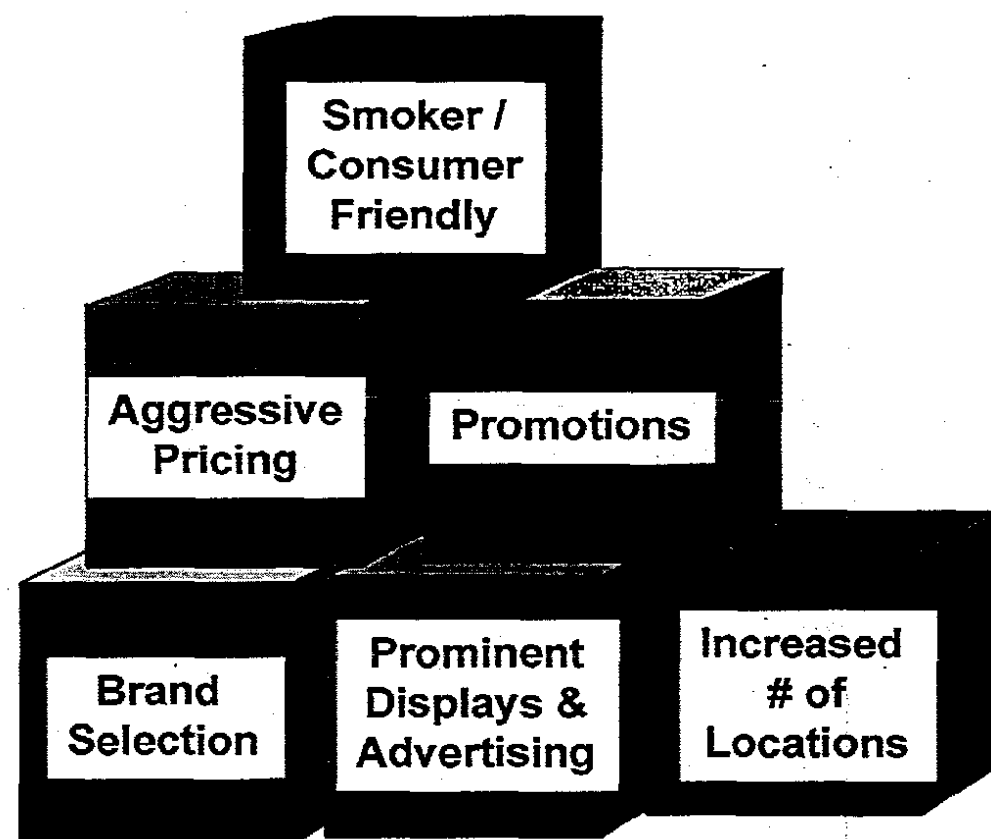 Smoker /
Consumer
Friendly
Aggressive
Pricing
Promotions
Brand
Selection
Prominent
Displays &
Advertising
Increased
# of
Locations